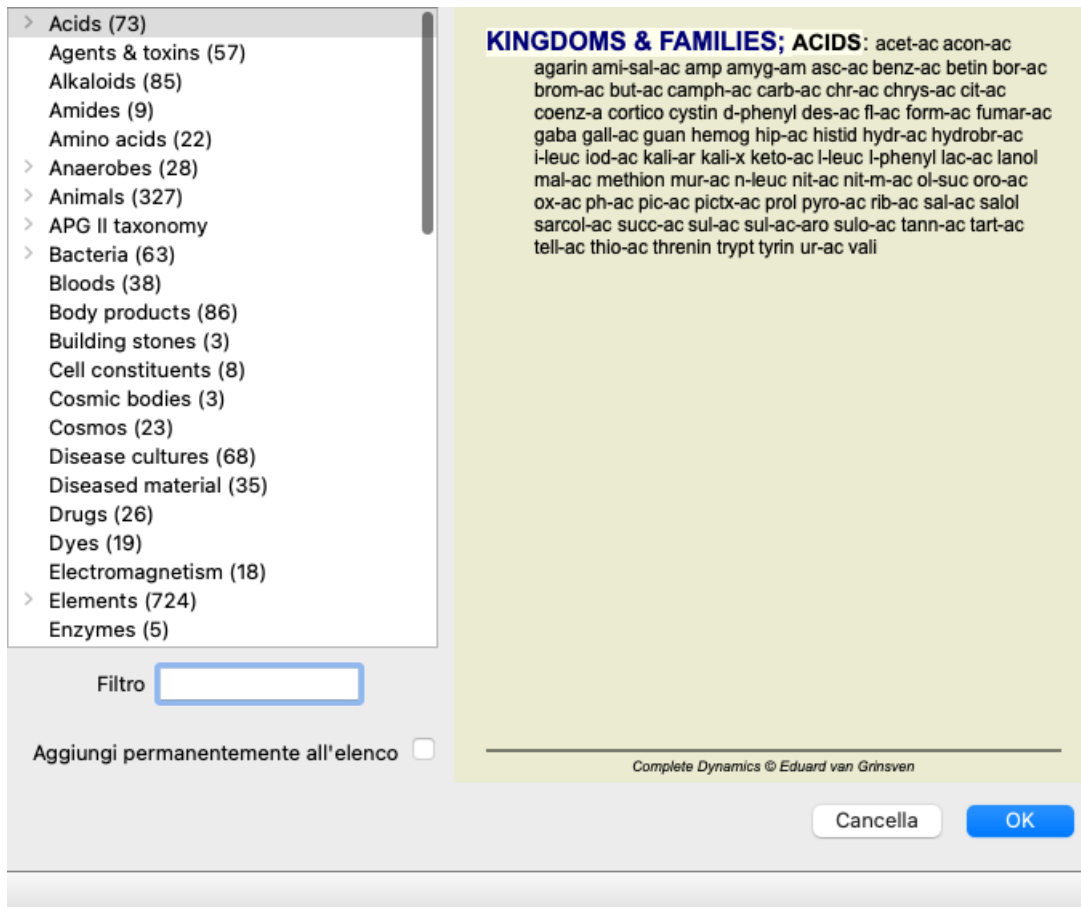 Acids (73)
Agents & toxins (57)
Alkaloids (85)
Amides (9)
Amino acids (22)
Anaerobes (28)
Animals (327)
APG II taxonomy
Bacteria (63)
Bloods (38)
Body products (86)
Building stones (3)
Cell constituents (8)
Cosmic bodies (3)
Cosmos (23)
Disease cultures (68)
Diseased material (35)
Drugs (26)
Dyes (19)
Electromagnetism (18)
Elements (724)
Enzymes (5)
Filtro
Aggiungi permanentemente all'elenco
KINGDOMS & FAMILIES; ACIDS: acet-ac acon-ac
agarin ami-sal-ac amp amyg-am asc-ac benz-ac betin bor-ac
brom-ac but-ac camph-ac carb-ac chr-ac chrys-ac cit-ac
coenz-a cortico cystin d-phenyl des-ac fl-ac form-ac fumar-ac
gaba gall-ac guan hemog hip-ac histid hydr-ac hydrobr-ac
i-leuc iod-ac kali-ar kali-x keto-ac l-leuc l-phenyl lac-ac lanol
mal-ac methion mur-ac n-leuc nit-ac nit-m-ac ol-suc oro-ac
ox-ac ph-ac pic-ac pictx-ac prol pyro-ac rib-ac sal-ac salol
sarcol-ac succ-ac sul-ac sul-ac-aro sulo-ac tann-ac tart-ac
tell-ac thio-ac threnin trypt tyrin ur-ac vali
Complete Dynamics © Eduard van Grinsven
Cancella
OK